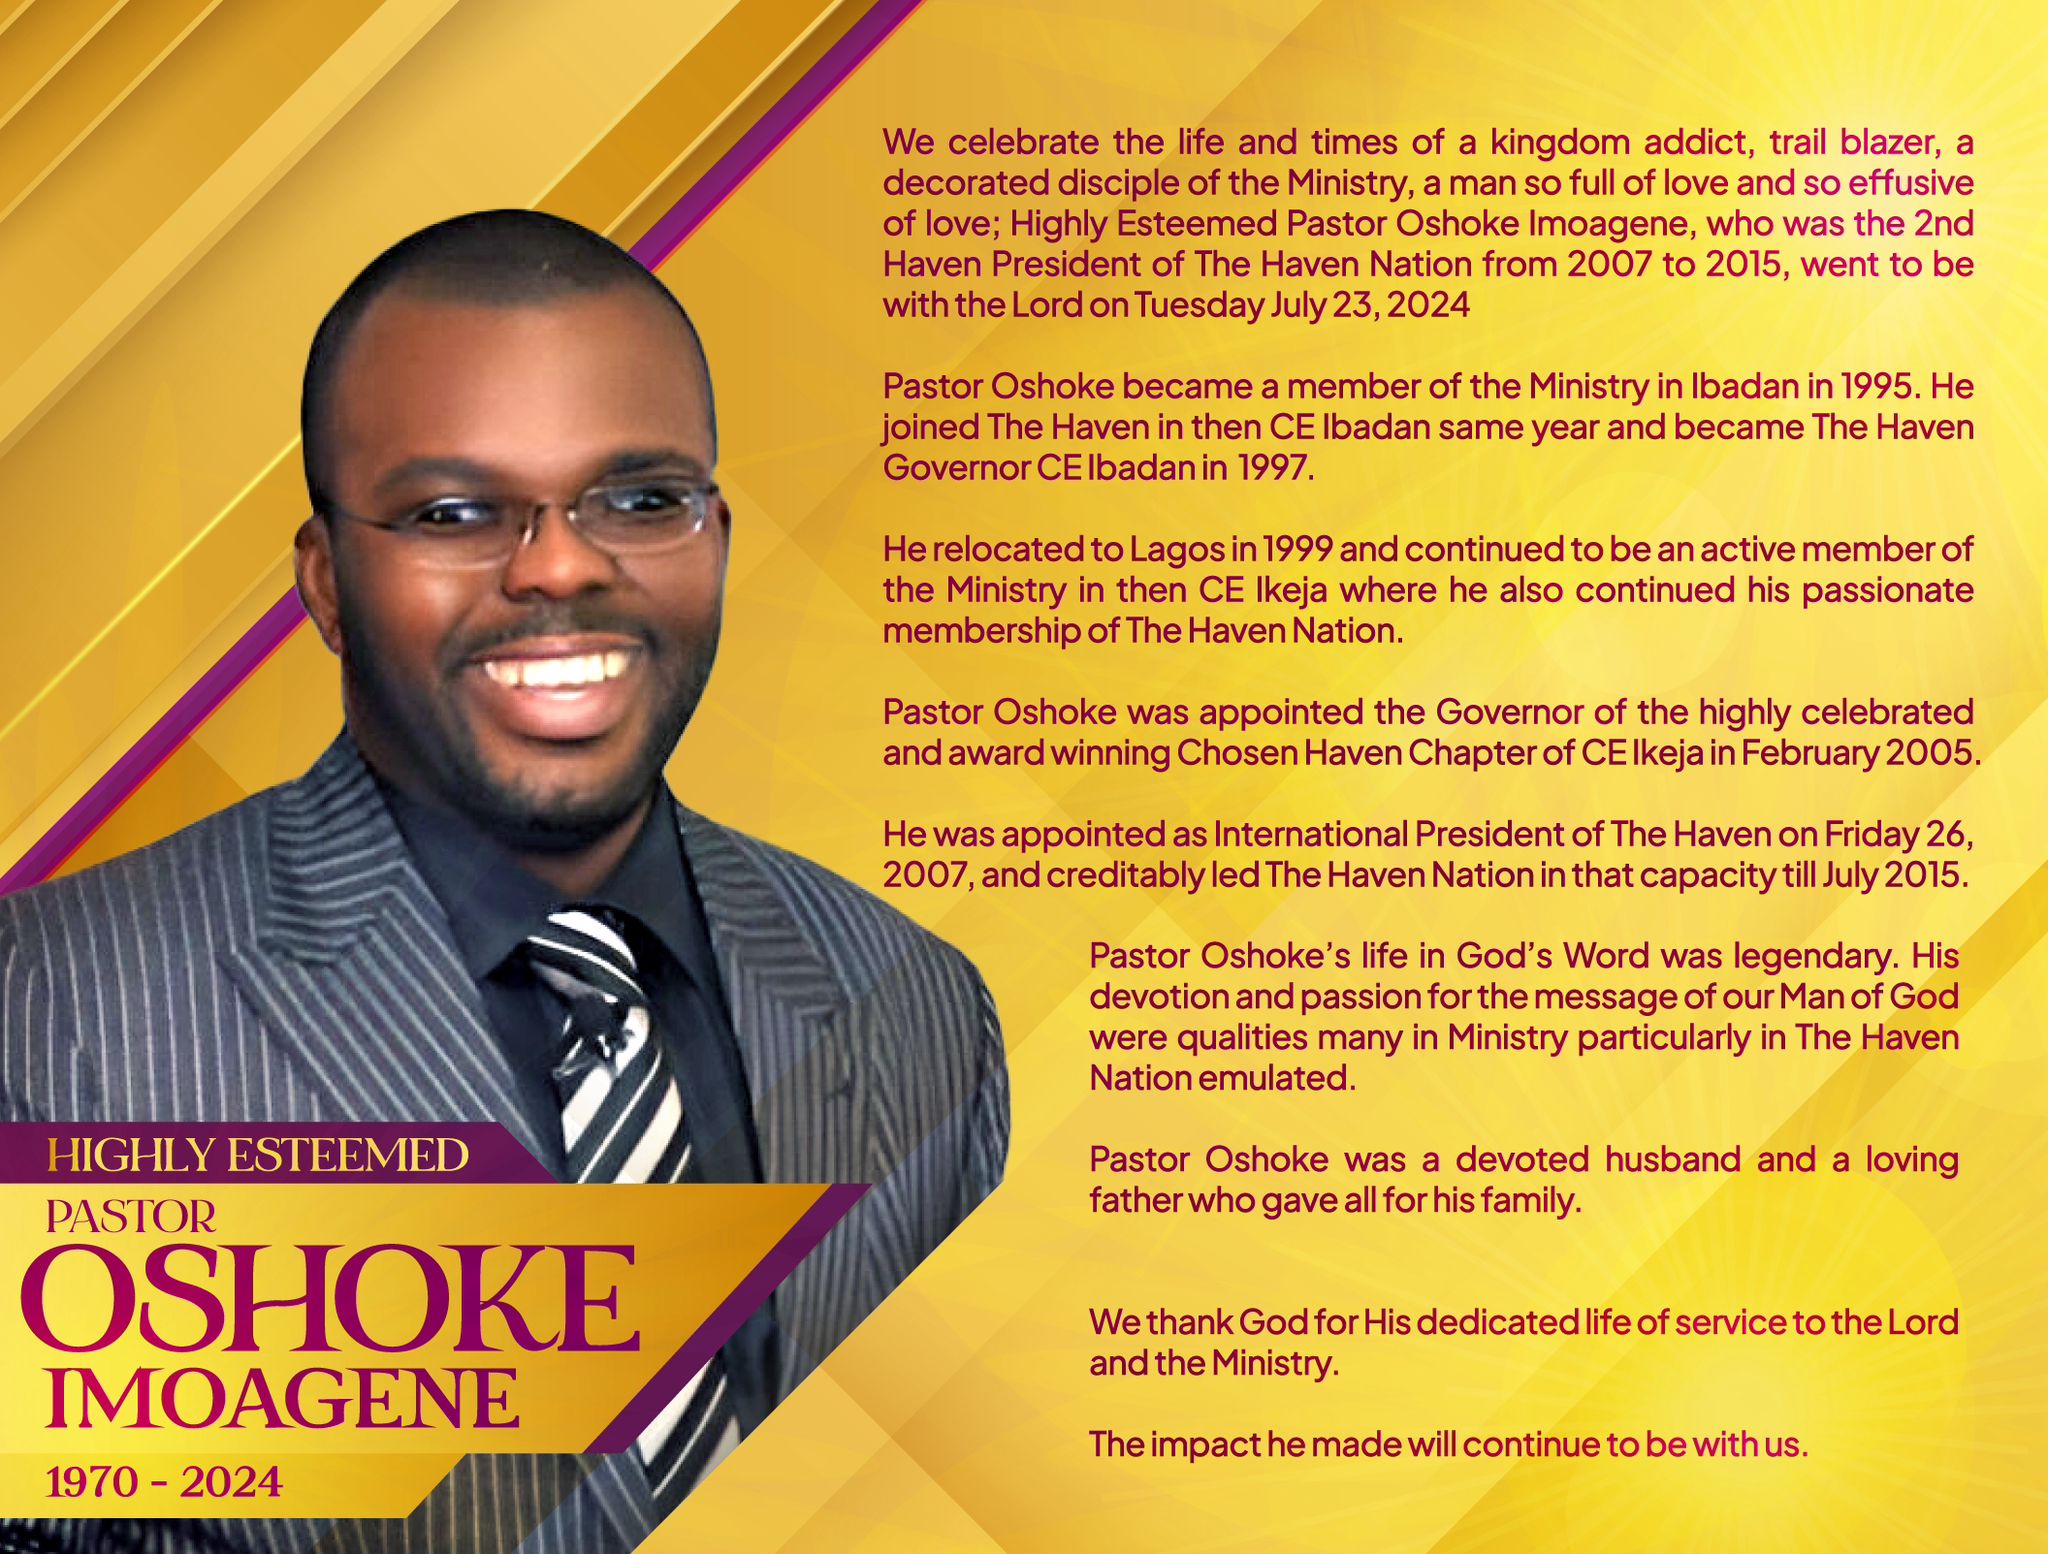 We celebrate the life and times of a kingdom addict, trail blazer, a
decorated disciple of the Ministry, a man so full of love and so effusive
of love; Highly Esteemed Pastor Oshoke Imoagene, who was the 2nd
Haven President of The Haven Nation from 2007 to 2015, went to be
with the Lord on Tuesday July 23, 2024
Pastor Oshoke became a member of the Ministry in Ibadan in 1995. He
joined The Haven in then CE Ibadan same year and became The Haven
Governor CE Ibadan in 1997.
He relocated to Lagos in 1999 and continued to be an active member of
the Ministry in then CE Ikeja where he also continued his passionate
membership of The Haven Nation.
Pastor Oshoke was appointed the Governor of the highly celebrated
and award winning Chosen Haven Chapter of CE Ikeja in February 2005.
He was appointed as International President of The Haven on Friday 26,
2007, and creditably led The Haven Nation in that capacity till July 2015.
Pastor Oshoke’s life in God’s Word was legendary. His
devotion and passion for the message of our Man of God
were qualities many in Ministry particularly in The Haven
Nation emulated.
Pastor Oshoke was a devoted husband and a loving
father who gave all for his family.
We thank God for His dedicated life of service to the Lord
and the Ministry.
The impact he made will continue to be with us.
HIGHLY ESTEEMED
PASTOR
OSHOKE
IMOAGENE
1970 - 2024